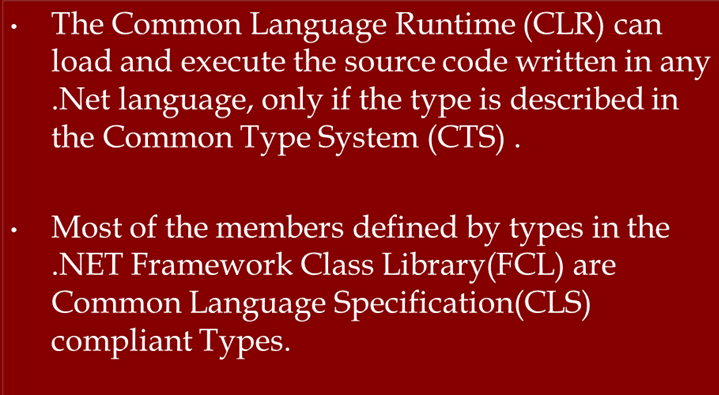 • The Common Language Runtime (CLR) can
load and execute the source code written in any
.Net language, only if the type is described in
the Common Type System (CTS) .
• Most of the members defined by types in the
.NET Framework Class Library(FCL) are
Common Language Specification(CLS)
compliant Types.